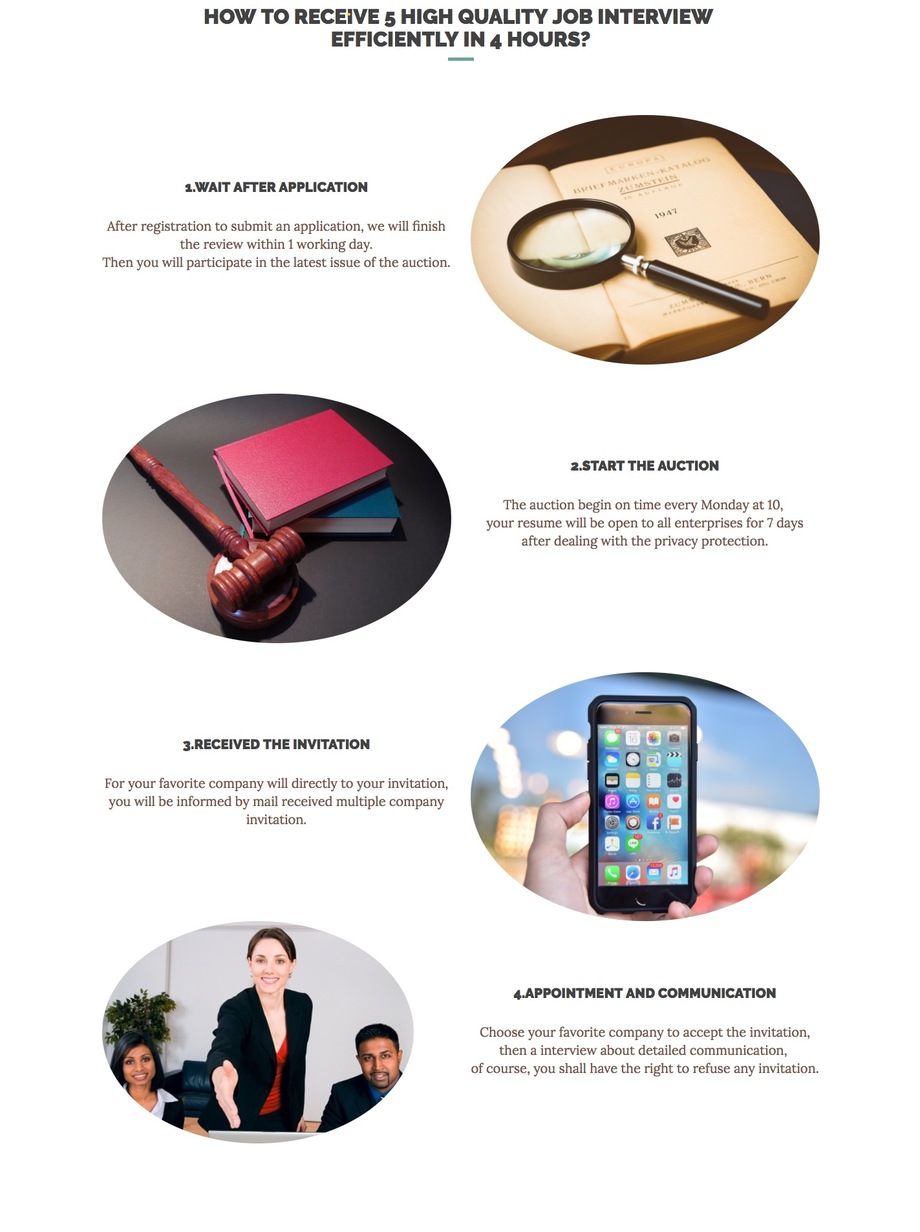 HOW TO RECEIVE 5 HIGH QUALITY JOB INTERVIEW
EFFICIENTLY IN 4 HOURS?
1.WAIT AFTER APPLICATION
After registration to submit an application, we will finish
the review within 1 working day.
Then you will participate in the latest issue of the auction.
EUROPA
BRIEFMARKEN-KATALOG
ZUMSTEIN
1947
2.START THE AUCTION
The auction begin on time every Monday at 10,
your resume will be open to all enterprises for 7 days
after dealing with the privacy protection.
3.RECEIVED THE INVITATION
For your favorite company will directly to your invitation,
you will be informed by mail received multiple company
invitation.
4.APPOINTMENT AND COMMUNICATION
Choose your favorite company to accept the invitation,
then a interview about detailed communication,
of course, you shall have the right to refuse any invitation.